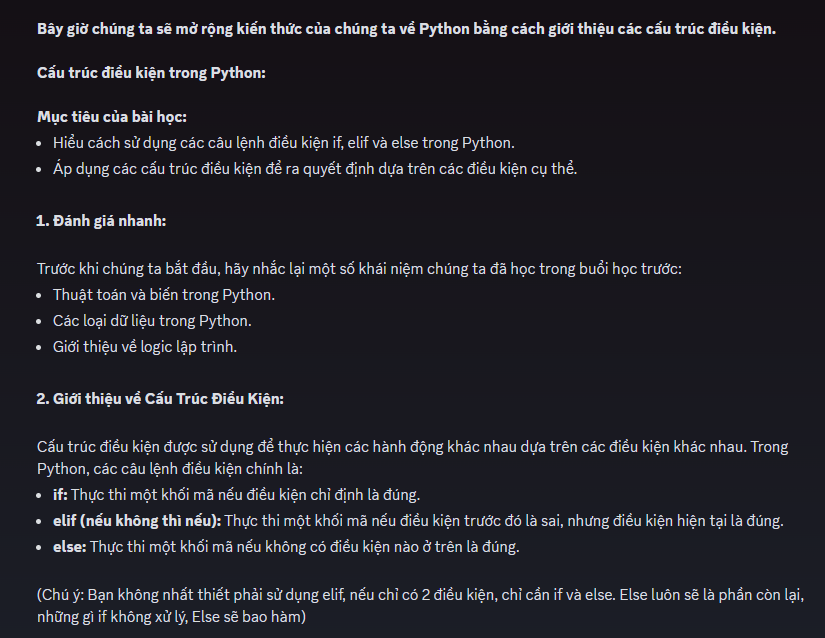 Bây giờ chúng ta sẽ mở rộng kiến thức của chúng ta về Python bằng cách giới thiệu các cấu trúc điều kiện.
Cấu trúc điều kiện trong Python:
Mục tiêu của bài học:
• Hiểu cách sử dụng các câu lệnh điều kiện if, elif và else trong Python.
• Áp dụng các cấu trúc điều kiện để ra quyết định dựa trên các điều kiện cụ thể.
1. Đánh giá nhanh:
Trước khi chúng ta bắt đầu, hãy nhắc lại một số khái niệm chúng ta đã học trong buổi học trước:
• Thuật toán và biến trong Python.
• Các loại dữ liệu trong Python.
• Giới thiệu về logic lập trình.
2. Giới thiệu về Cấu Trúc Điều Kiện:
Cấu trúc điều kiện được sử dụng để thực hiện các hành động khác nhau dựa trên các điều kiện khác nhau. Trong
Python, các câu lệnh điều kiện chính là:
• if: Thực thi một khối mã nếu điều kiện chỉ định là đúng.
• elif (nếu không thì nếu): Thực thi một khối mã nếu điều kiện trước đó là sai, nhưng điều kiện hiện tại là đúng.
• else: Thực thi một khối mã nếu không có điều kiện nào ở trên là đúng.
(Chú ý: Bạn không nhất thiết phải sử dụng elif, nếu chỉ có 2 điều kiện, chỉ cần if và else. Else luôn sẽ là phần còn lại,
những gì if không xử lý, Else sẽ bao hàm)